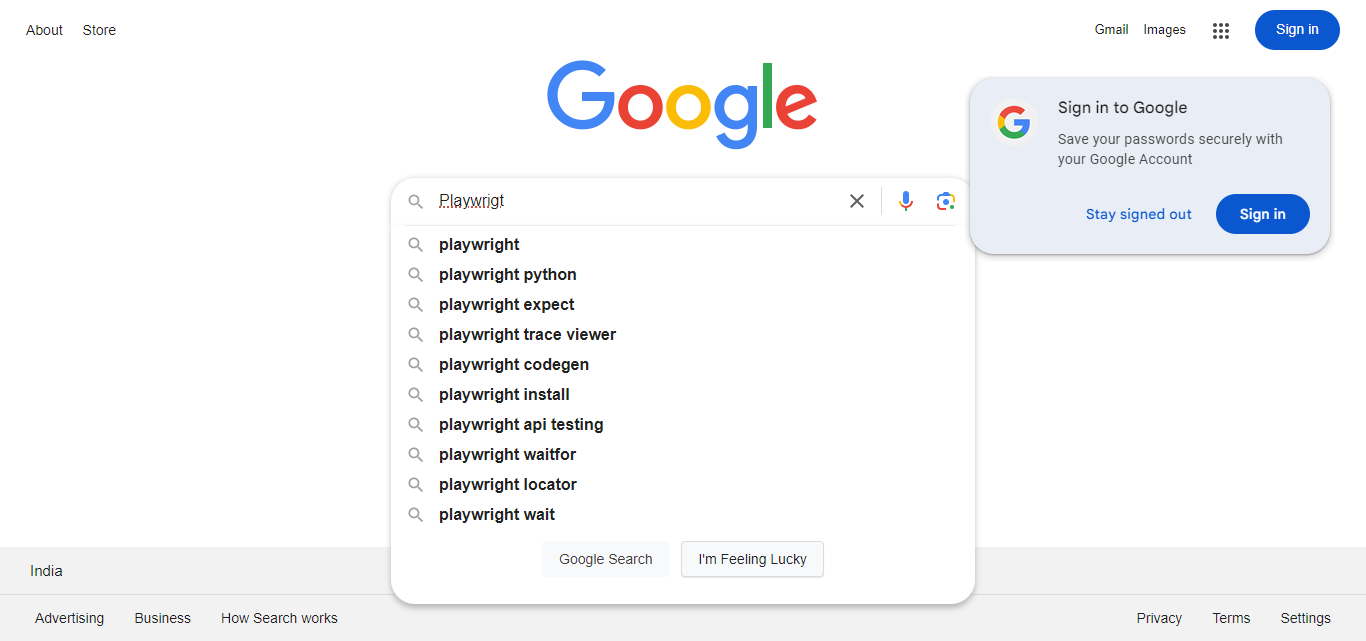 About Store
Gmail Images Sign in
Google
Sign in to Google
Save your passwords securely with
your Google Account
Stay signed out Sign in
Playwrigt
playwright
playwright python
playwright expect
playwright trace viewer
playwright codegen
playwright install
playwright api testing
playwright waitfor
playwright locator
playwright wait
Google Search I'm Feeling Lucky
India
Advertising Business How Search works
Privacy Terms Settings